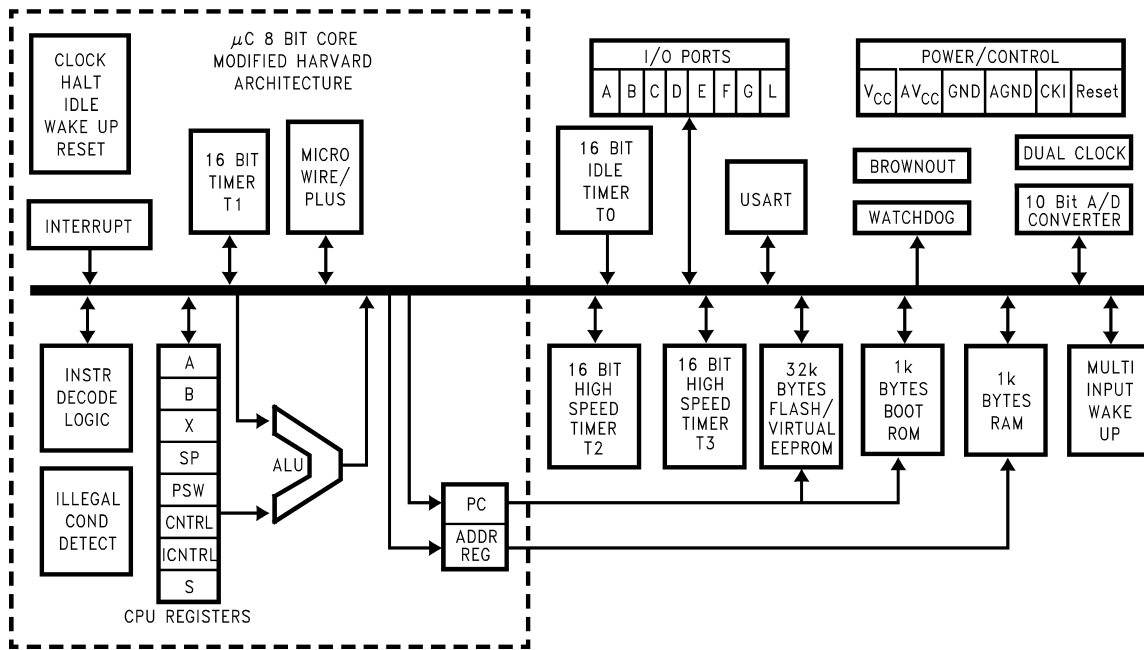 μC 8 BIT CORE
MODIFIED HARVARD
ARCHITECTURE
CLOCK
HALT
IDLE
WAKE UP
RESET
INTERRUPT
16 BIT
TIMER
T1
MICRO
WIRE/
PLUS
I/O PORTS
A B C D E F G L
POWER/CONTROL
VCC AVCC GND AGND CKI Reset
16 BIT
IDLE
TIMER
T0
USART
BROWNOUT
WATCHDOG
DUAL CLOCK
10 Bit A/D
CONVERTER
INSTR
DECODE
LOGIC
ILLEGAL
COND
DETECT
A
B
X
SP
PSW
CNTRL
ICNTRL
S
CPU REGISTERS
ALU
PC
ADDR
REG
16 BIT
HIGH
SPEED
TIMER
T2
16 BIT
HIGH
SPEED
TIMER
T3
32k
BYTES
FLASH/
VIRTUAL
EEPROM
1k
BYTES
BOOT
ROM
1k
BYTES
RAM
MULTI
INPUT
WAKE
UP